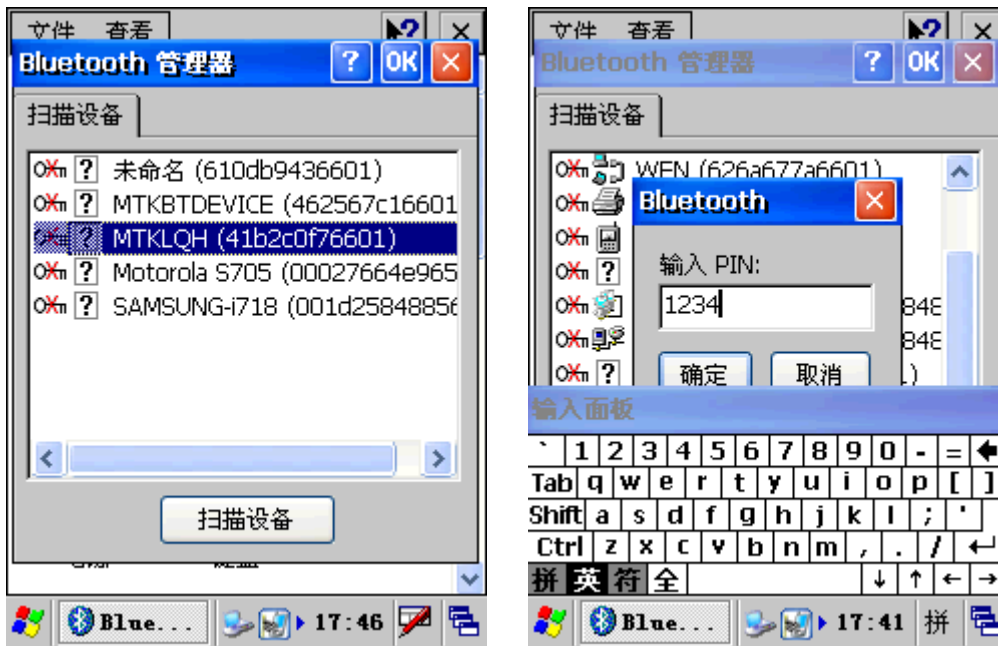 文件 查看
Bluetooth 管理器 ? OK ×
扫描设备
未命名 (610db9436601)
MTKBTDEVICE (462567c16601
MTKLQH (41b2c0f76601)
Motorola S705 (00027664e965
SAMSUNG-i718 (001d25848856
扫描设备
Blue... 17:46
文件 查看
Bluetooth 管理器 ? OK ×
扫描设备
WEN (626a677a6601)
Bluetooth
输入 PIN:
1234
848
848
确定 取消
输入面板
` 1 2 3 4 5 6 7 8 9 0 - =
Tab q w e r t y u i o p [ ]
Shift a s d f g h j k l ; '
Ctrl z x c v b n m , . /
拼 英 符 全 ↓ ↑ ← →
Blue... 17:41 拼